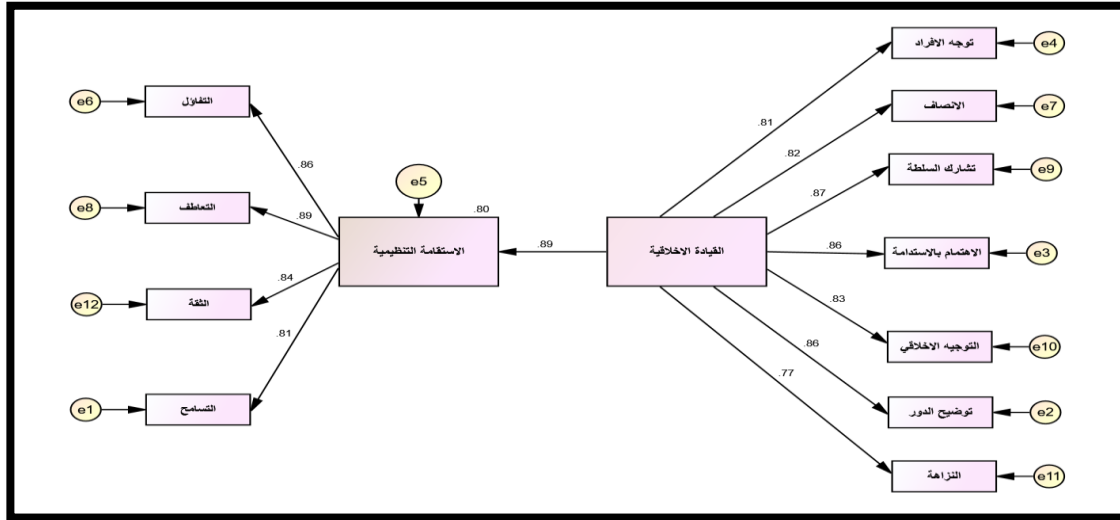 توجه الافراد
e4
.81
الانصاف
e7
.82
تشارك السلطة
e9
.87
الاهتمام بالاستدامة
e3
.86
التوجيه الاخلاقي
e10
.83
توضيح الدور
e2
.86
النزاهة
e11
.77
القيادة الاخلاقية
.89
e5
.80
الاستقامة التنظيمية
التفاؤل
e6
.86
التعاطف
e8
.89
الثقة
e12
.84
التسامح
e1
.81